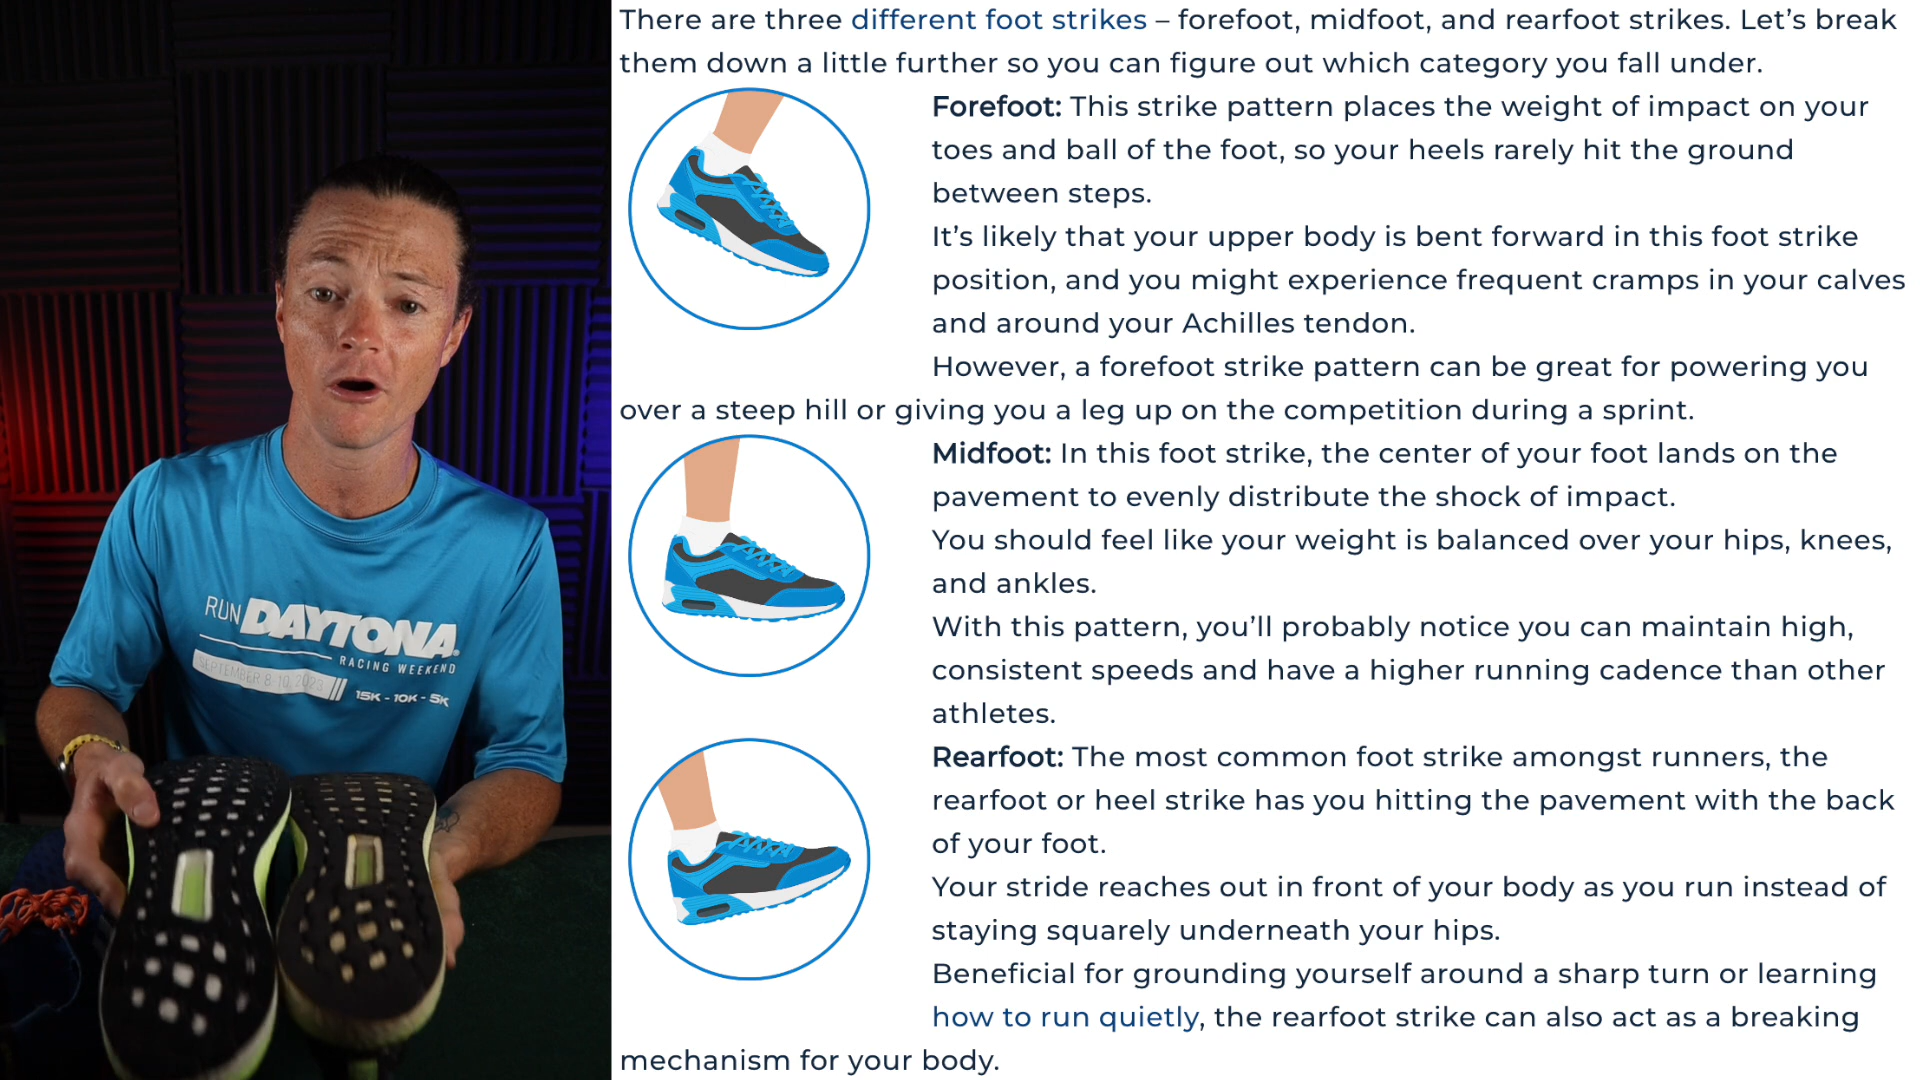 There are three different foot strikes – forefoot, midfoot, and rearfoot strikes. Let’s break
them down a little further so you can figure out which category you fall under.
Forefoot: This strike pattern places the weight of impact on your
toes and ball of the foot, so your heels rarely hit the ground
between steps.
It’s likely that your upper body is bent forward in this foot strike
position, and you might experience frequent cramps in your calves
and around your Achilles tendon.
However, a forefoot strike pattern can be great for powering you
over a steep hill or giving you a leg up on the competition during a sprint.
Midfoot: In this foot strike, the center of your foot lands on the
pavement to evenly distribute the shock of impact.
You should feel like your weight is balanced over your hips, knees,
and ankles.
With this pattern, you’ll probably notice you can maintain high,
consistent speeds and have a higher running cadence than other
athletes.
Rearfoot: The most common foot strike amongst runners, the
rearfoot or heel strike has you hitting the pavement with the back
of your foot.
Your stride reaches out in front of your body as you run instead of
staying squarely underneath your hips.
Beneficial for grounding yourself around a sharp turn or learning
how to run quietly, the rearfoot strike can also act as a breaking
mechanism for your body.
RUN DAYTONA
RACING WEEKEND
SEPTEMBER 8-10, 2023
15K - 10K - 5K